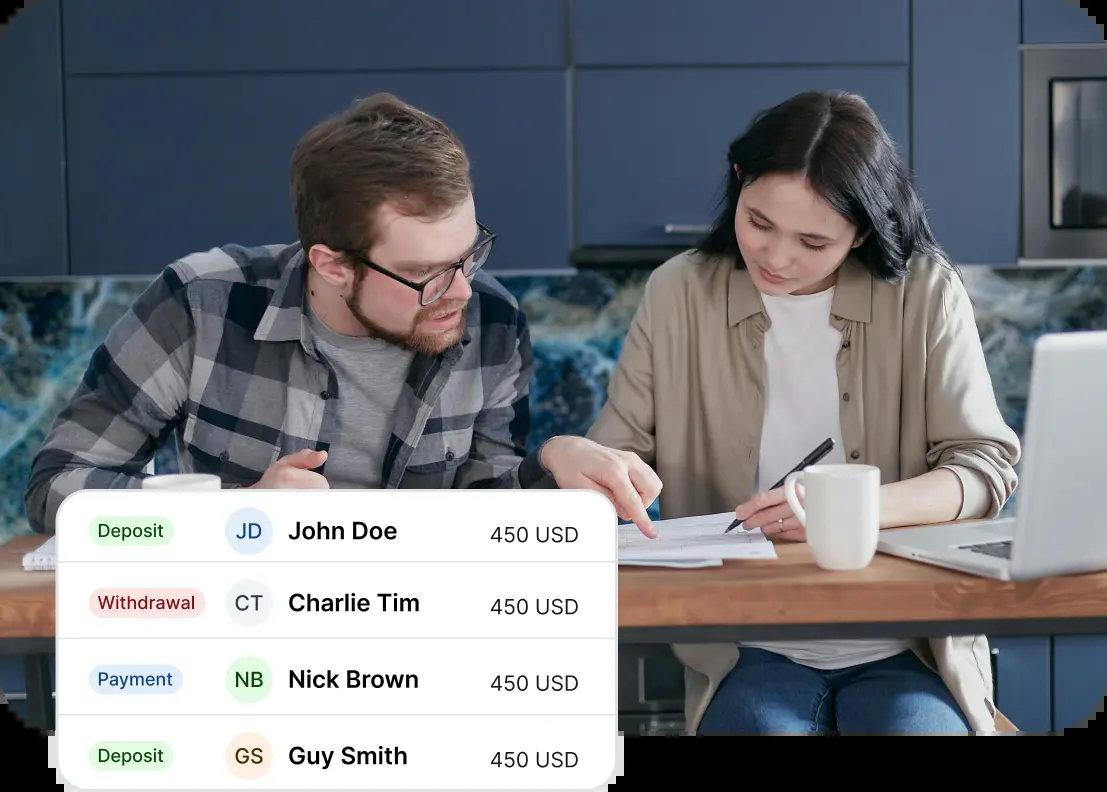 Deposit JD John Doe 450 USD
Withdrawal CT Charlie Tim 450 USD
Payment NB Nick Brown 450 USD
Deposit GS Guy Smith 450 USD